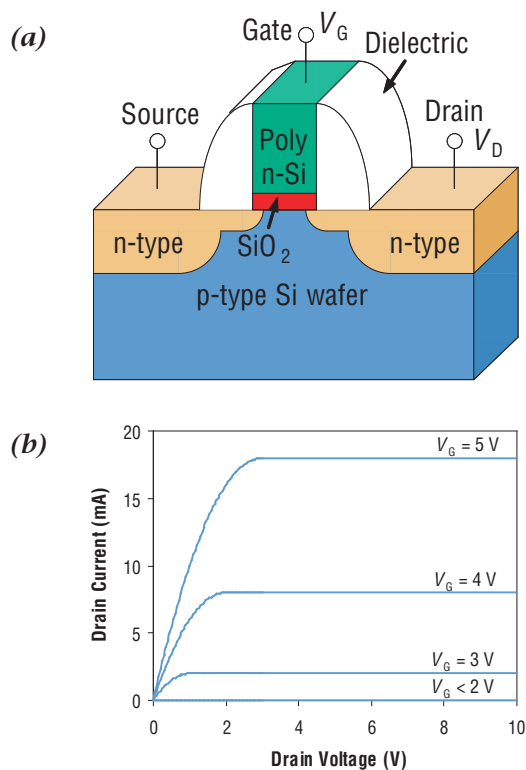 (a)
Gate
V_G
Dielectric
Source
Drain
V_D
Poly
n-Si
n-type
SiO₂
n-type
p-type Si wafer
(b)
20
15
10
5
0
Drain Current (mA)
V_G = 5 V
V_G = 4 V
V_G = 3 V
V_G < 2 V
0 2 4 6 8 10
Drain Voltage (V)